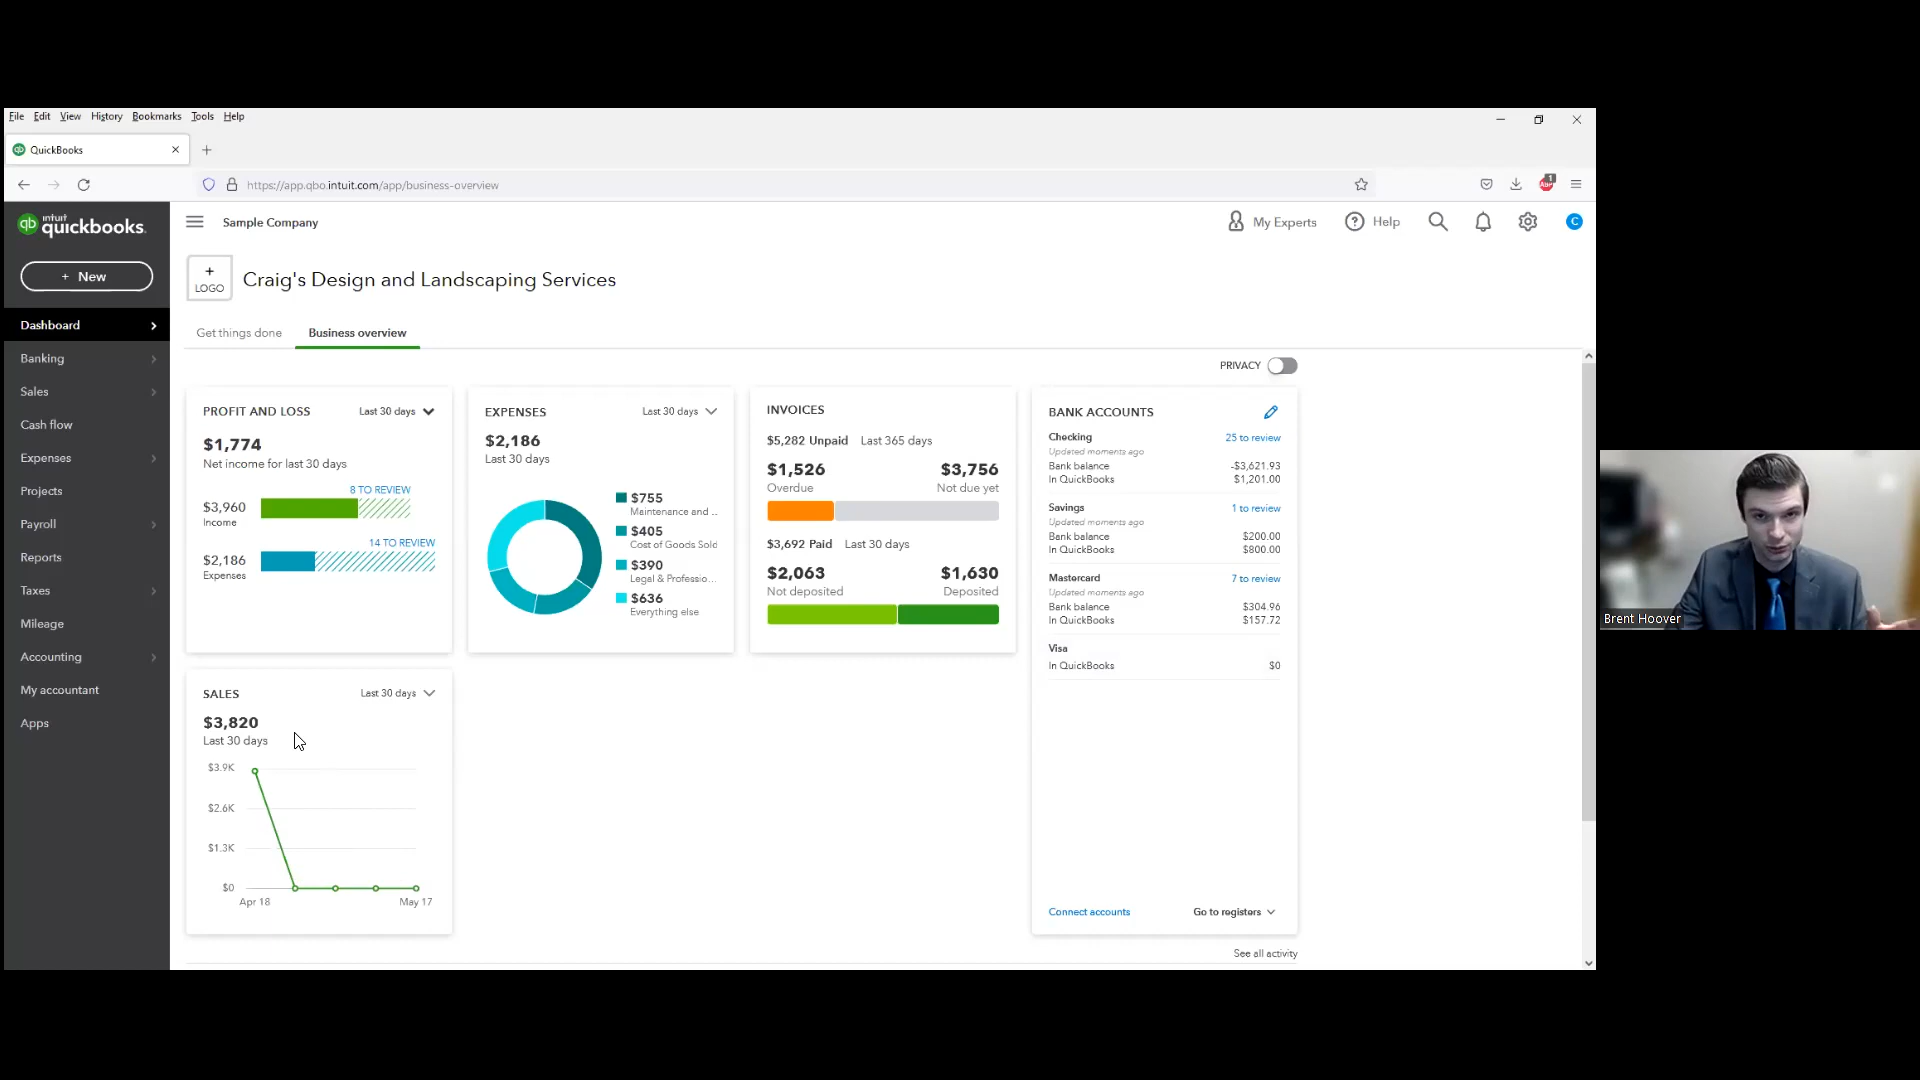 File Edit View History Bookmarks Tools Help
QuickBooks
https://app.qbo.intuit.com/app/business-overview
1
ABP
intuit
qb quickbooks.
Sample Company
My Experts
Help
C
+ New
+
LOGO
Craig's Design and Landscaping Services
Dashboard
Banking
Sales
Cash flow
Expenses
Projects
Payroll
Reports
Taxes
Mileage
Accounting
My accountant
Apps
Get things done
Business overview
PRIVACY
PROFIT AND LOSS
Last 30 days
$1,774
Net income for last 30 days
8 TO REVIEW
$3,960
Income
14 TO REVIEW
$2,186
Expenses
EXPENSES
Last 30 days
$2,186
Last 30 days
$755
Maintenance and ...
$405
Cost of Goods Sold
$390
Legal & Professio...
$636
Everything else
INVOICES
$5,282 Unpaid Last 365 days
$1,526 $3,756
Overdue Not due yet
$3,692 Paid Last 30 days
$2,063 $1,630
Not deposited Deposited
BANK ACCOUNTS
Checking 25 to review
Updated moments ago
Bank balance -$3,621.93
In QuickBooks $1,201.00
Savings 1 to review
Updated moments ago
Bank balance $200.00
In QuickBooks $800.00
Mastercard 7 to review
Updated moments ago
Bank balance $304.96
In QuickBooks $157.72
Visa
In QuickBooks $0
Connect accounts Go to registers
SALES
Last 30 days
$3,820
Last 30 days
$3.9K
$2.6K
$1.3K
$0
Apr 18 May 17
See all activity
Brent Hoover